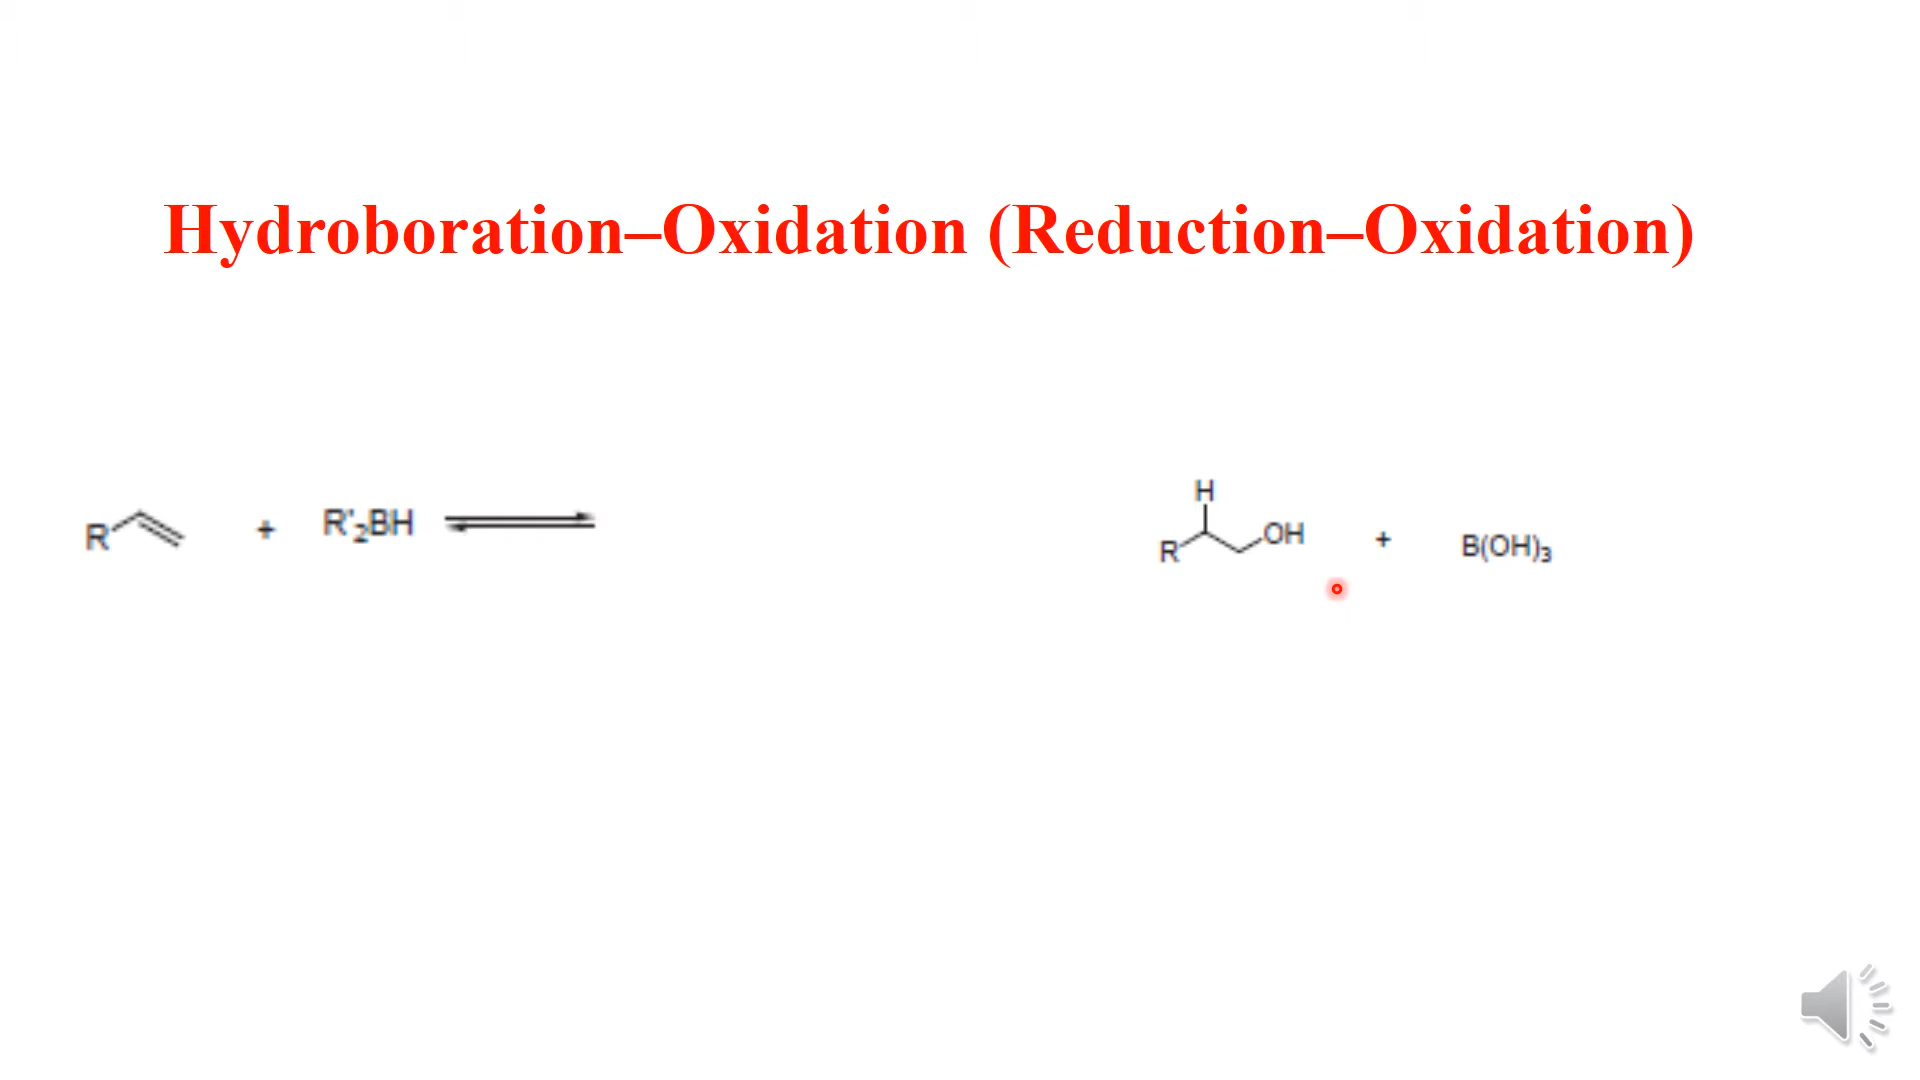 Hydroboration–Oxidation (Reduction–Oxidation)
R + R'₂BH
H
R OH + B(OH)₃